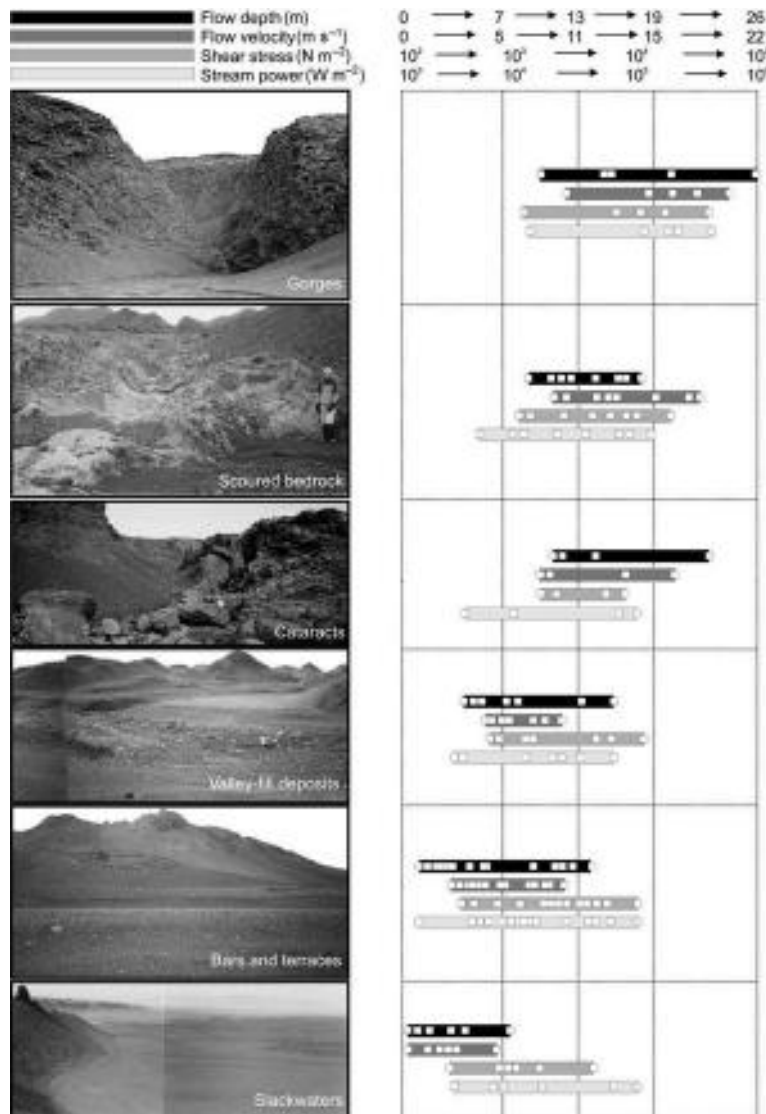 Flow depth (m) 0 → 7 → 13 → 19 → 26
Flow velocity (m s⁻¹) 0 → 5 → 11 → 15 → 22
Shear stress (N m⁻²)
Stream power (W m⁻²)
Gorges
Scoured bedrock
Cataracts
Valley-fill deposits
Bars and terraces
Slackwaters